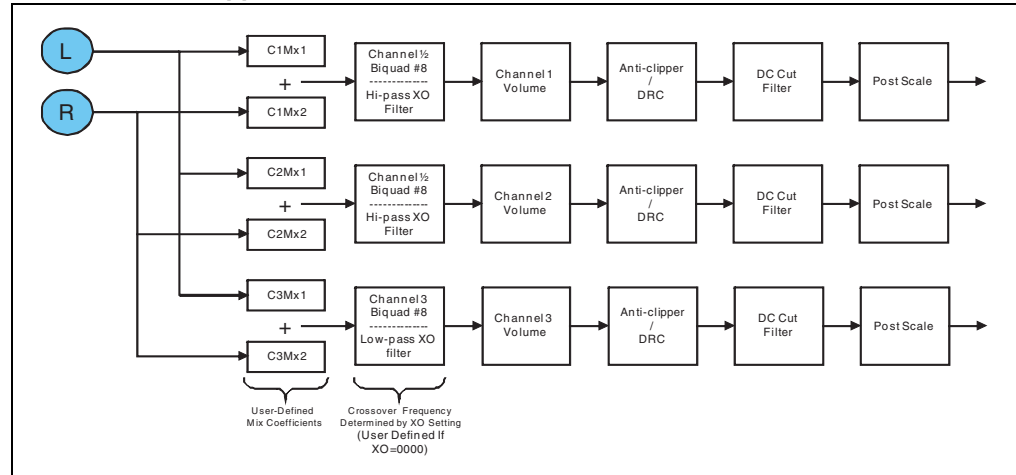 L
R
C1Mx1
+
C1Mx2
Channel ½
Biquad #8
---------------
Hi-pass XO
Filter
Channel 1
Volume
Anti-clipper
/
DRC
DC Cut
Filter
Post Scale
C2Mx1
+
C2Mx2
Channel ½
Biquad #8
---------------
Hi-pass XO
Filter
Channel 2
Volume
Anti-clipper
/
DRC
DC Cut
Filter
Post Scale
C3Mx1
+
C3Mx2
Channel 3
Biquad #8
---------------
Low-pass XO
filter
Channel 3
Volume
Anti-clipper
/
DRC
DC Cut
Filter
Post Scale
User-Defined
Mix Coefficients
Crossover Frequency
Determined by XO Setting
(User Defined If
XO=0000)